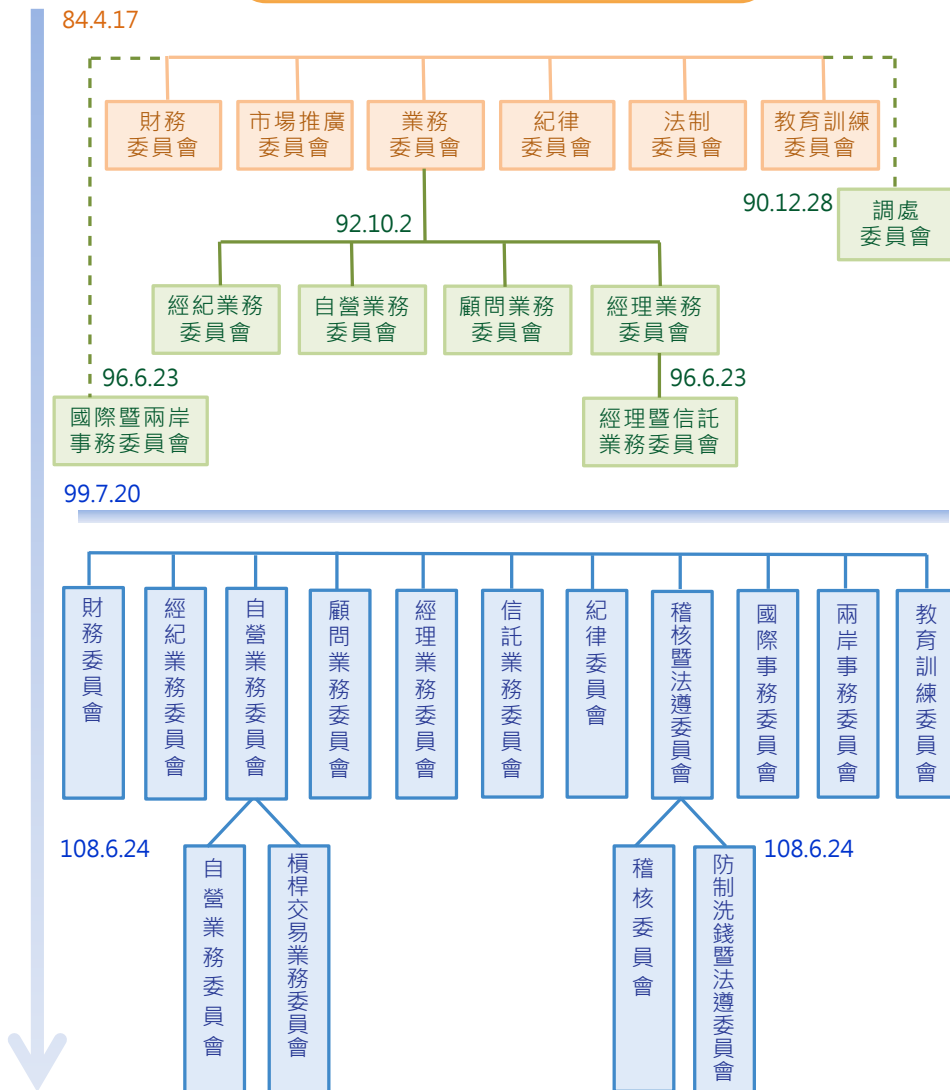 84.4.17
財務
委員會
市場推廣
委員會
業務
委員會
紀律
委員會
法制
委員會
教育訓練
委員會
90.12.28
調處
委員會
92.10.2
經紀業務
委員會
自營業務
委員會
顧問業務
委員會
經理業務
委員會
96.6.23
國際暨兩岸
事務委員會
96.6.23
經理暨信託
業務委員會
99.7.20
財務委員會
經紀業務委員會
自營業務委員會
顧問業務委員會
經理業務委員會
信託業務委員會
紀律委員會
稽核暨法遵委員會
國際事務委員會
兩岸事務委員會
教育訓練委員會
108.6.24
自營業務委員會
槓桿交易業務委員會
稽核委員會
防制洗錢暨法遵委員會
108.6.24